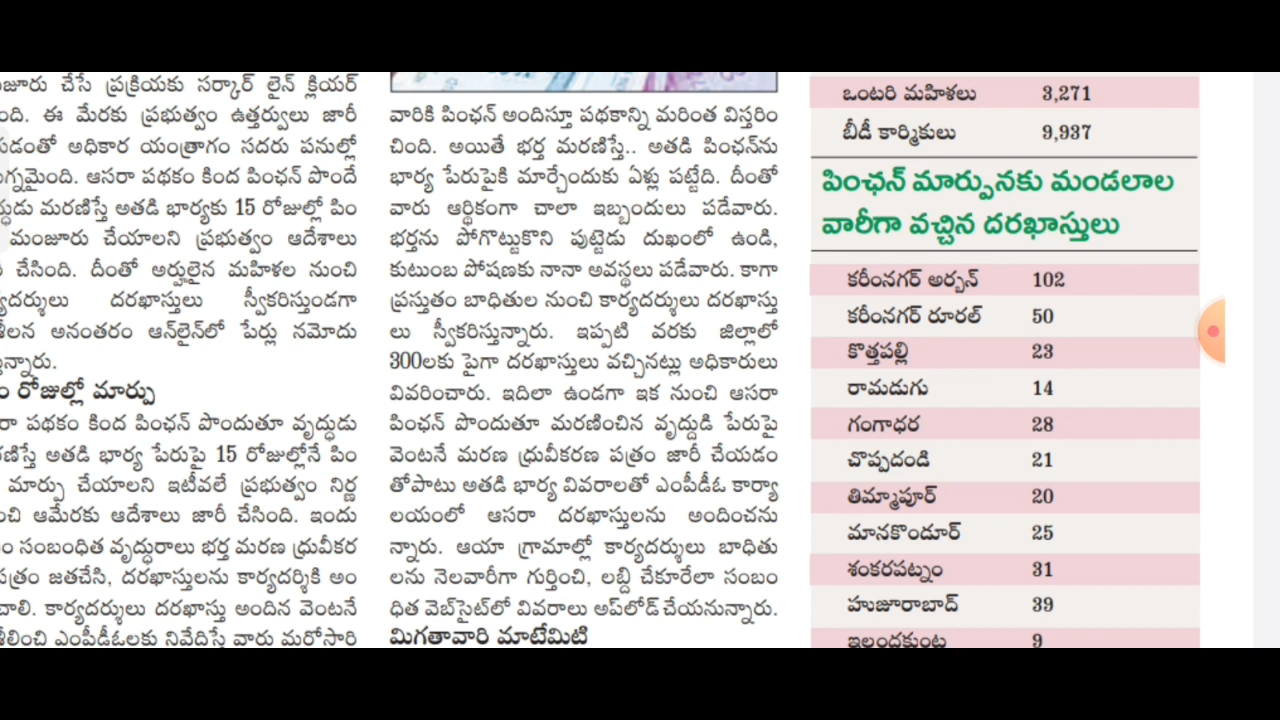 చేసే ప్రక్రియకు సర్కార్ లైన్ క్లియర్
ఈ మేరకు ప్రభుత్వం ఉత్తర్వులు జారీ
అధికార యంత్రాగం సదరు పనుల్లో
ఆసరా పథకం కింద పింఛన్ పొందే
మరణిస్తే అతడి భార్యకు 15 రోజుల్లో పిం
మంజూరు చేయాలని ప్రభుత్వం ఆదేశాలు
చేసింది. దీంతో అర్హులైన మహిళల నుంచి
దరఖాస్తులు స్వీకరిస్తుండగా
అనంతరం ఆన్‌లైన్‌లో పేర్లు నమోదు
రోజుల్లో మార్పు
పథకం కింద పింఛన్ పొందుతూ వృద్ధుడు
అతడి భార్య పేరుపై 15 రోజుల్లోనే పిం
మార్పు చేయాలని ఇటీవలే ప్రభుత్వం నిర్ణ
ఆమేరకు ఆదేశాలు జారీ చేసింది. ఇందు
సంబంధిత వృద్ధురాలు భర్త మరణ ధ్రువీకర
జతచేసి, దరఖాస్తులను కార్యదర్శికి అం
కార్యదర్శులు దరఖాస్తు అందిన వెంటనే
ఎంపీడీఓలకు నివేదిస్తే వారు మరోసారి
వారికి పింఛన్ అందిస్తూ పథకాన్ని మరింత విస్తరిం
చింది. అయితే భర్త మరణిస్తే.. అతడి పింఛన్‌ను
భార్య పేరుపైకి మార్చేందుకు ఏళ్లు పట్టేది. దీంతో
వారు ఆర్థికంగా చాలా ఇబ్బందులు పడేవారు.
భర్తను పోగొట్టుకొని పుట్టెడు దుఖంలో ఉండి,
కుటుంబ పోషణకు నానా అవస్థలు పడేవారు. కాగా
ప్రస్తుతం బాధితుల నుంచి కార్యదర్శులు దరఖాస్తు
లు స్వీకరిస్తున్నారు. ఇప్పటి వరకు జిల్లాలో
300లకు పైగా దరఖాస్తులు వచ్చినట్లు అధికారులు
వివరించారు. ఇదిలా ఉండగా ఇక నుంచి ఆసరా
పింఛన్ పొందుతూ మరణించిన వృద్దుడి పేరుపై
వెంటనే మరణ ధ్రువీకరణ పత్రం జారీ చేయడం
తోపాటు అతడి భార్య వివరాలతో ఎంపీడీఓ కార్యా
లయంలో ఆసరా దరఖాస్తులను అందించను
న్నారు. ఆయా గ్రామాల్లో కార్యదర్శులు బాధితు
లను నెలవారీగా గుర్తించి, లబ్ది చేకూరేలా సంబం
ధిత వెబ్‌సైట్‌లో వివరాలు అప్‌లోడ్ చేయనున్నారు.
మిగతావారి మాటేమిటి
ఒంటరి మహిళలు 3,271
బీడీ కార్మికులు 9,937
పింఛన్ మార్పునకు మండలాల
వారీగా వచ్చిన దరఖాస్తులు
కరీంనగర్ అర్బన్ 102
కరీంనగర్ రూరల్ 50
కొత్తపల్లి 23
రామడుగు 14
గంగాధర 28
చొప్పదండి 21
తిమ్మాపూర్ 20
మానకొండూర్ 25
శంకరపట్నం 31
హుజూరాబాద్ 39
ఇలందకుంట 9